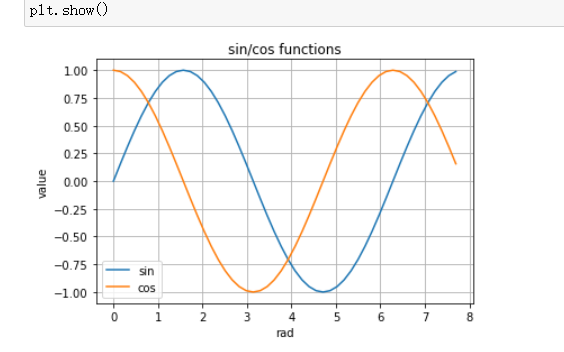 plt.show()
sin/cos functions
1.00
0.75
0.50
0.25
0.00
−0.25
−0.50
−0.75
−1.00
value
sin
cos
0 1 2 3 4 5 6 7 8
rad